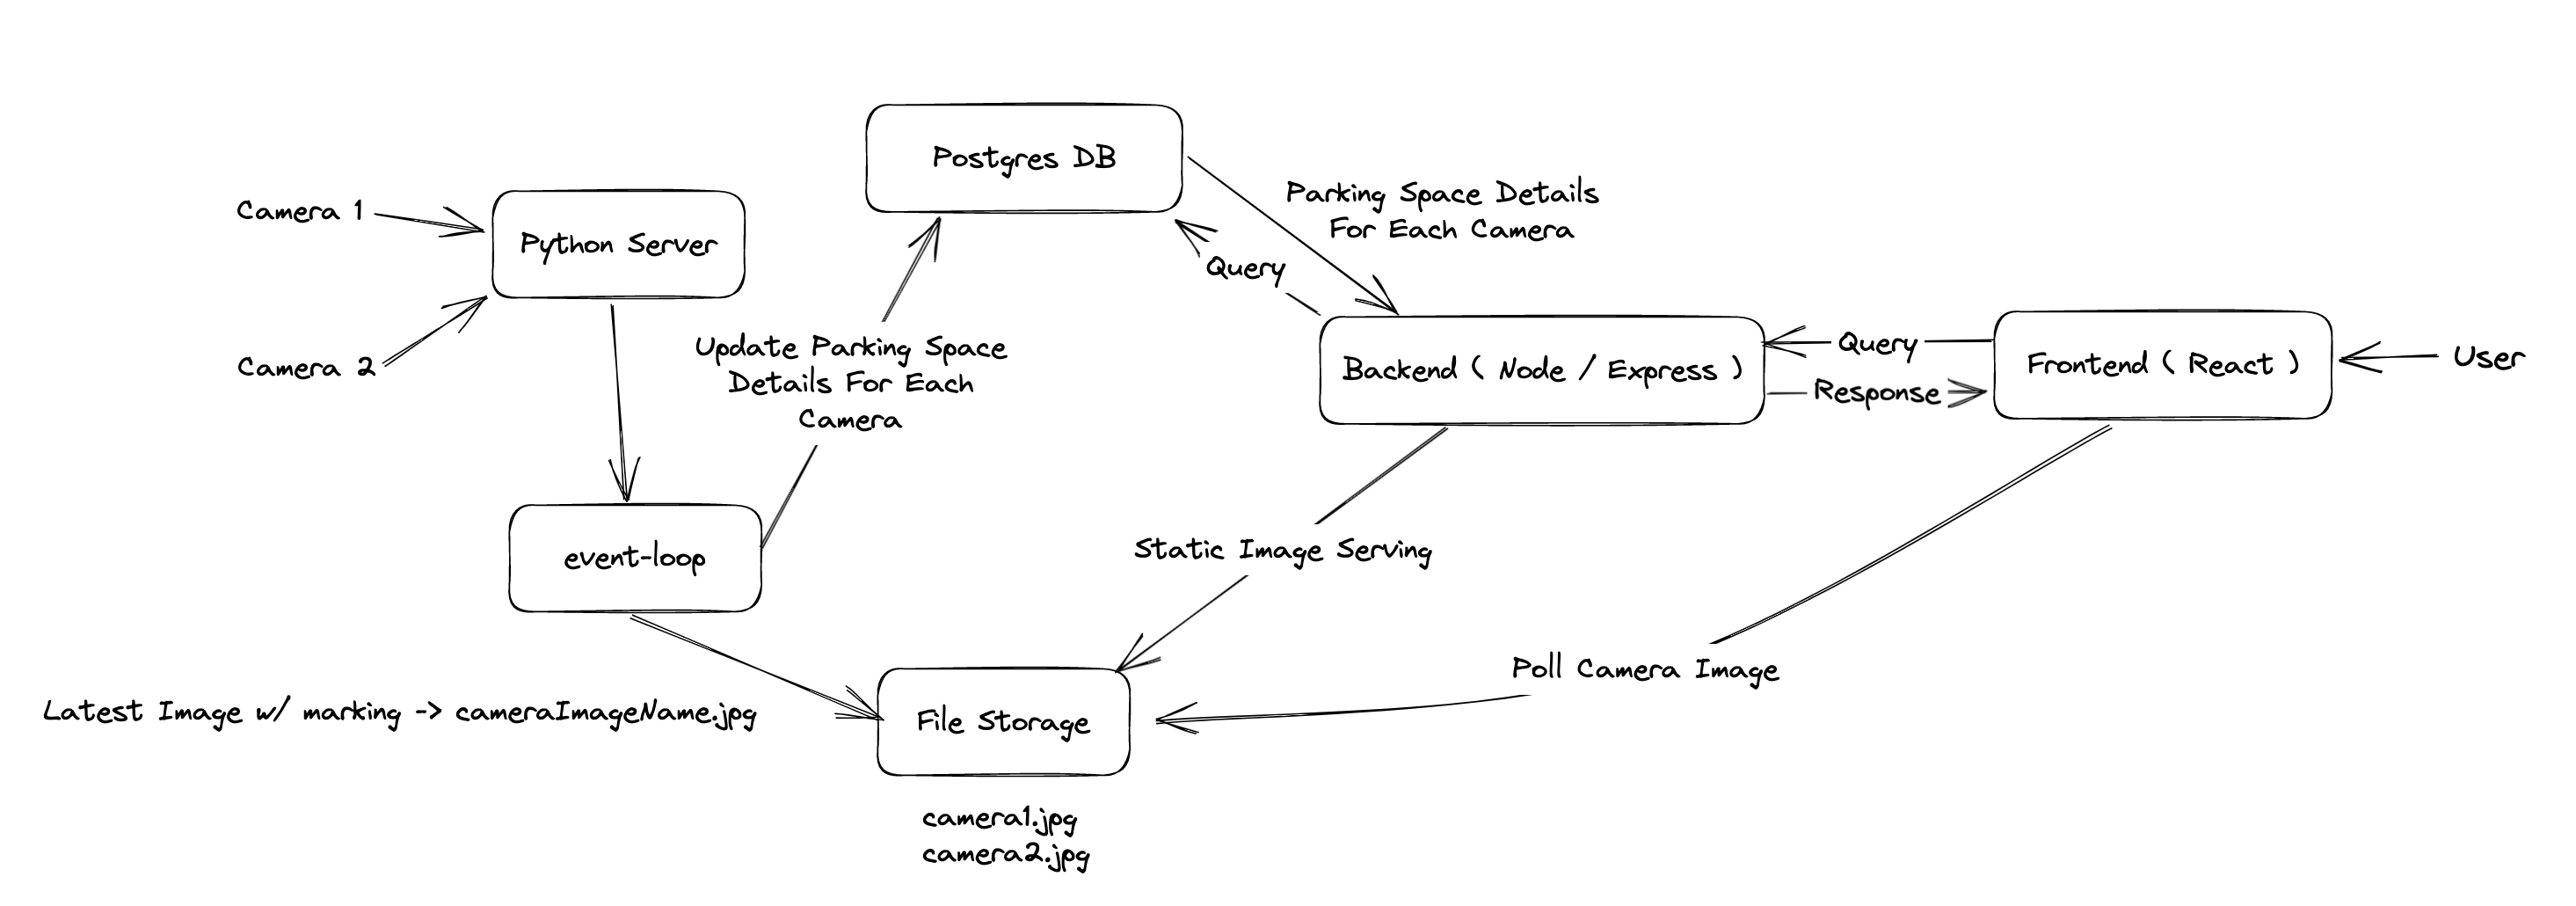 Postgres DB
Parking Space Details
For Each Camera
Camera 1
Python Server
Query
Camera 2
Update Parking Space
Details For Each
Camera
Backend ( Node / Express )
Query
Response
Frontend ( React )
User
event-loop
Static Image Serving
Poll Camera Image
Latest Image w/ marking -> cameraImageName.jpg
File Storage
camera1.jpg
camera2.jpg